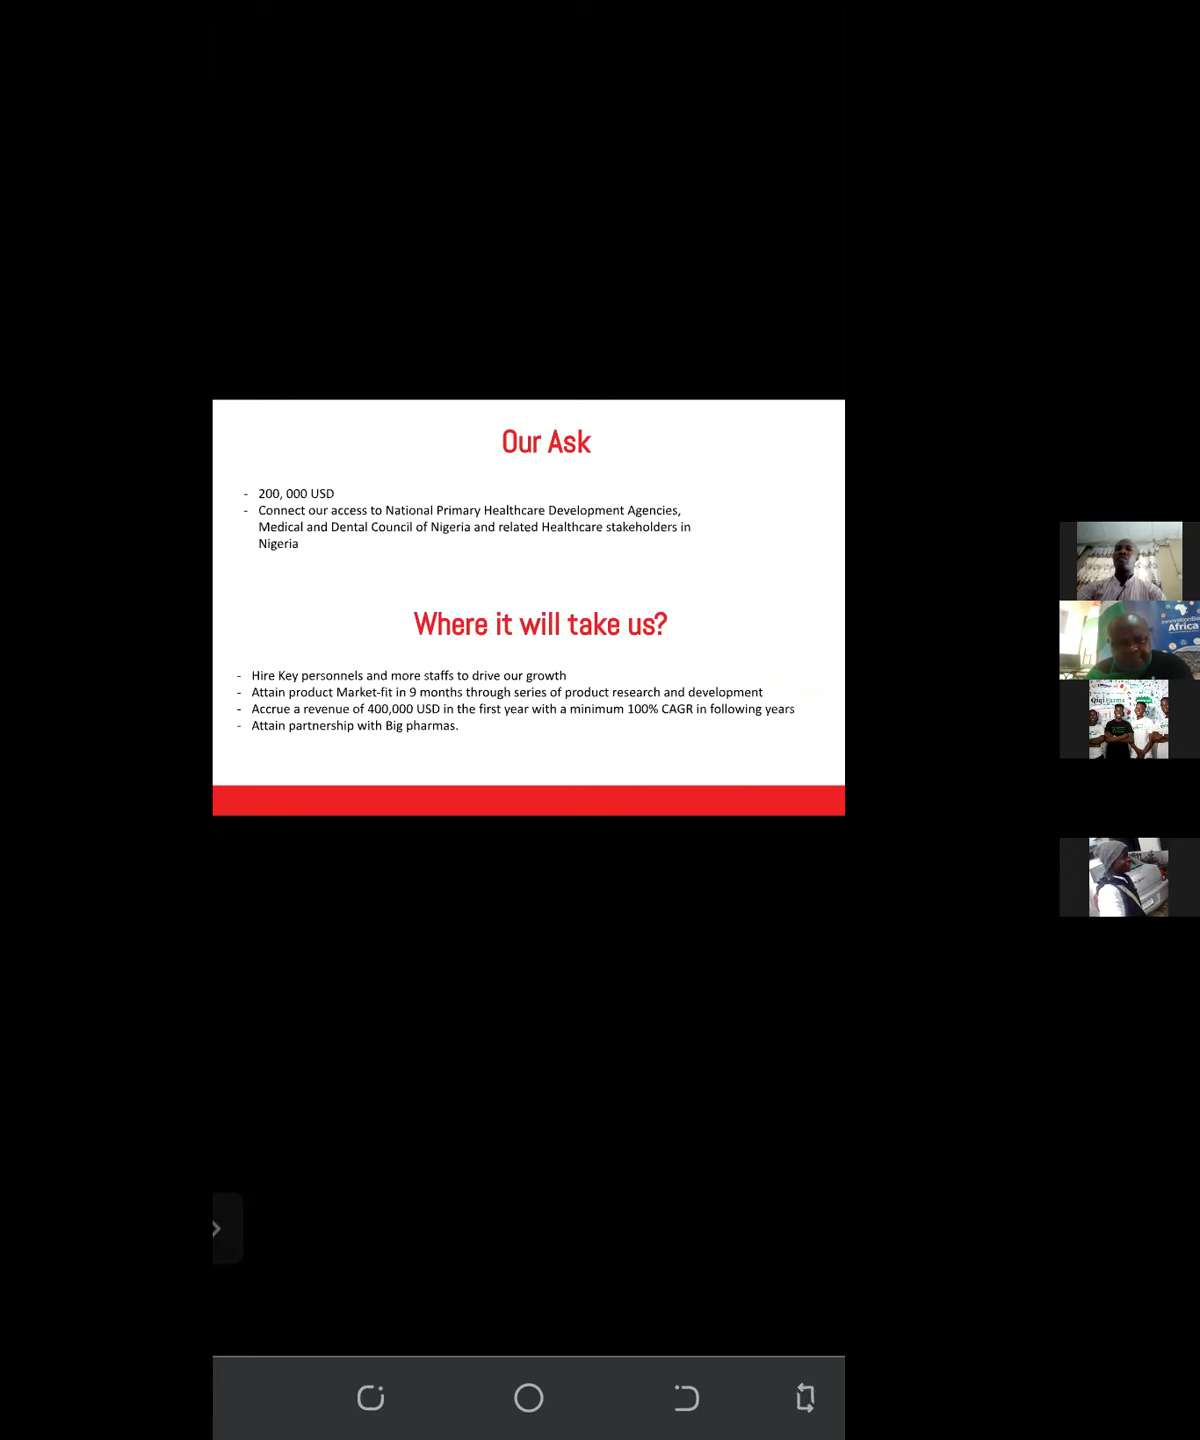 Our Ask
- 200, 000 USD
- Connect our access to National Primary Healthcare Development Agencies,
Medical and Dental Council of Nigeria and related Healthcare stakeholders in
Nigeria
Where it will take us?
- Hire Key personnels and more staffs to drive our growth
- Attain product Market-fit in 9 months through series of product research and development
- Accrue a revenue of 400,000 USD in the first year with a minimum 100% CAGR in following years
- Attain partnership with Big pharmas.
Africa